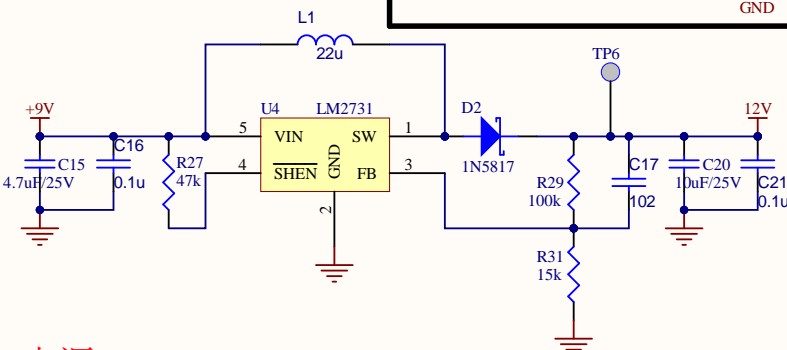 GND
L1
22u
TP6
+9V
U4 LM2731
D2
12V
C16
5 VIN SW 1
C15
4.7uF/25V
0.1u
R27
47k
4 SHEN GND FB 3
1N5817
R29
100k
C17
102
C20
10uF/25V
C21
0.1u
2
R31
15k